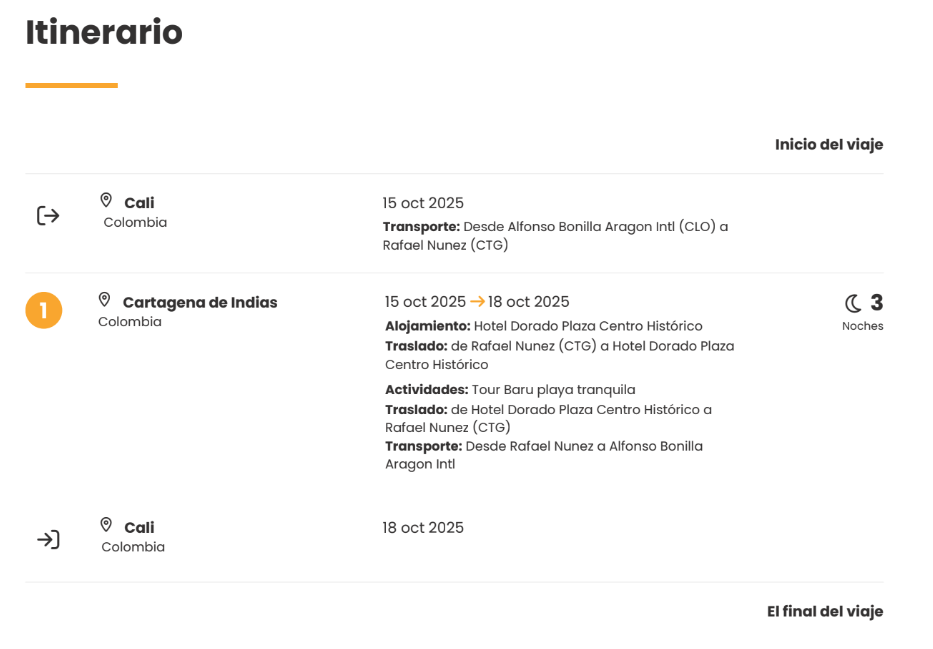 Itinerario
Inicio del viaje
Cali
Colombia
15 oct 2025
Transporte: Desde Alfonso Bonilla Aragon Intl (CLO) a
Rafael Nunez (CTG)
1
Cartagena de Indias
Colombia
15 oct 2025 → 18 oct 2025
3
Noches
Alojamiento: Hotel Dorado Plaza Centro Histórico
Traslado: de Rafael Nunez (CTG) a Hotel Dorado Plaza
Centro Histórico
Actividades: Tour Baru playa tranquila
Traslado: de Hotel Dorado Plaza Centro Histórico a
Rafael Nunez (CTG)
Transporte: Desde Rafael Nunez a Alfonso Bonilla
Aragon Intl
Cali
Colombia
18 oct 2025
El final del viaje